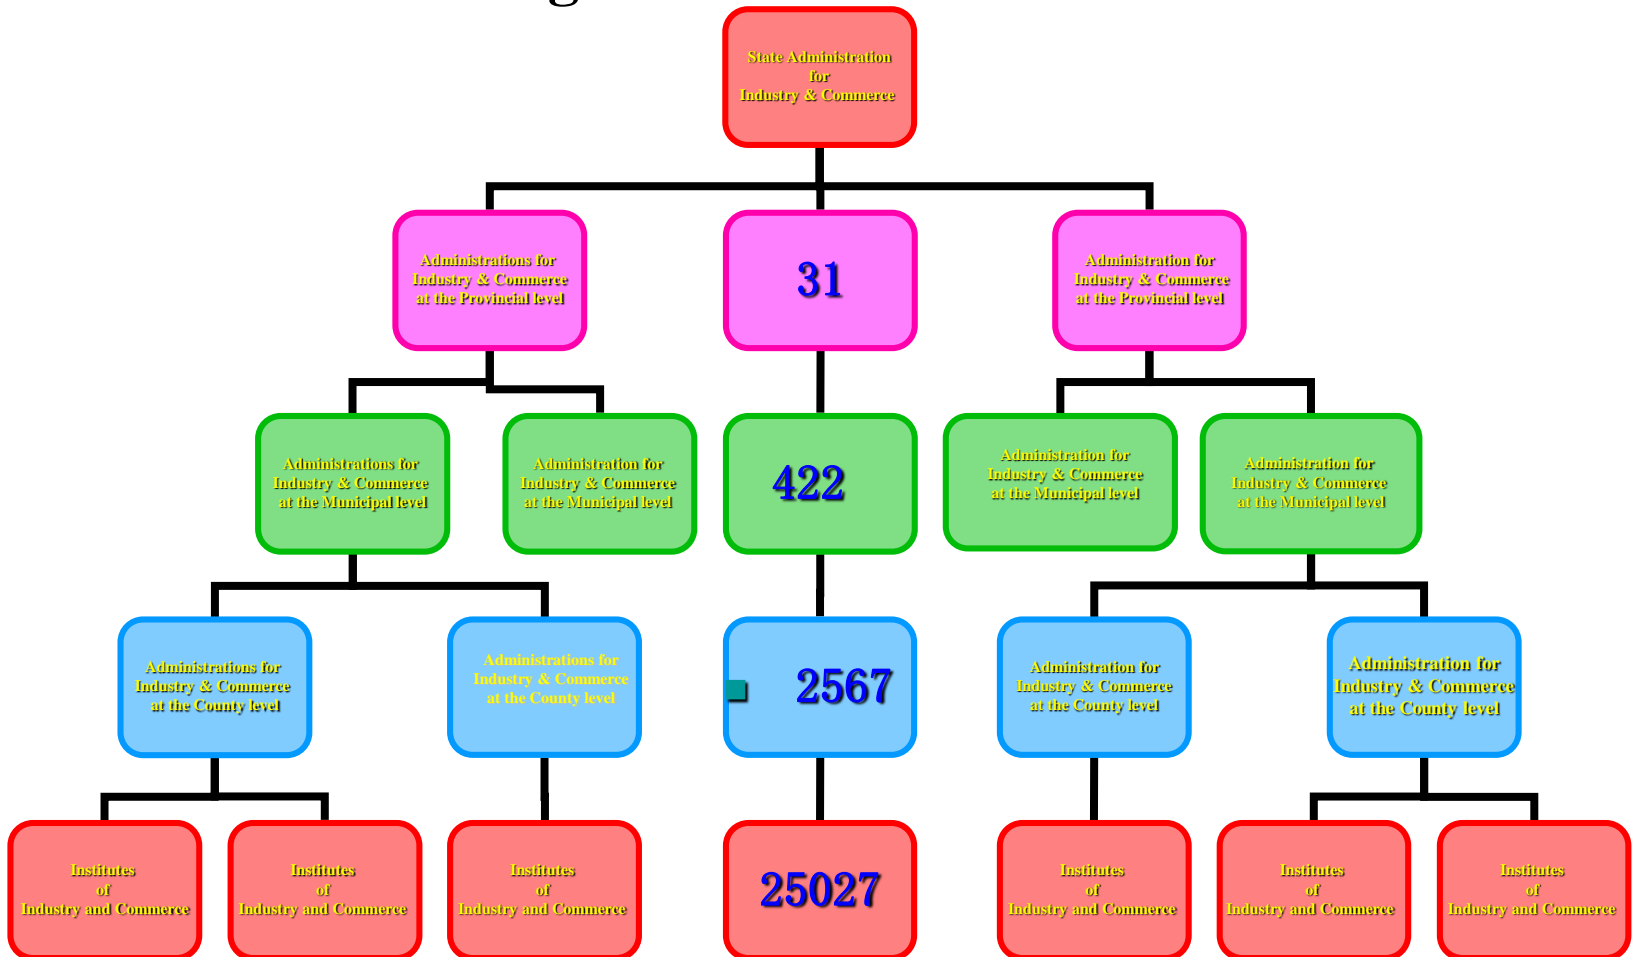 g
State Administration
for
Industry & Commerce
Administrations for
Industry & Commerce
at the Provincial level
31
Administration for
Industry & Commerce
at the Provincial level
Administrations for
Industry & Commerce
at the Municipal level
Administration for
Industry & Commerce
at the Municipal level
422
Administration for
Industry & Commerce
at the Municipal level
Administration for
Industry & Commerce
at the Municipal level
Administrations for
Industry & Commerce
at the County level
Administrations for
Industry & Commerce
at the County level
2567
Administration for
Industry & Commerce
at the County level
Administration for
Industry & Commerce
at the County level
Institutes
of
Industry and Commerce
Institutes
of
Industry and Commerce
Institutes
of
Industry and Commerce
25027
Institutes
of
Industry and Commerce
Institutes
of
Industry and Commerce
Institutes
of
Industry and Commerce